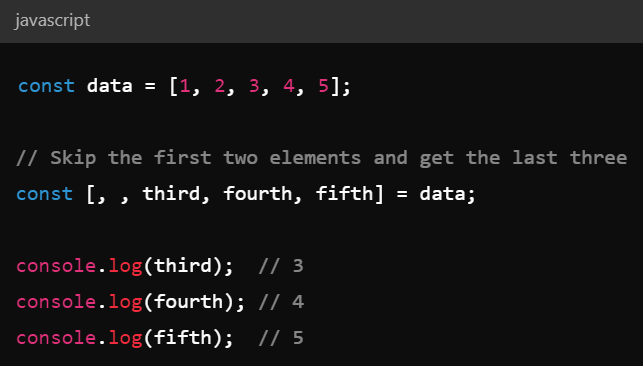 javascript
const data = [1, 2, 3, 4, 5];
// Skip the first two elements and get the last three
const [, , third, fourth, fifth] = data;
console.log(third);  // 3
console.log(fourth); // 4
console.log(fifth);  // 5